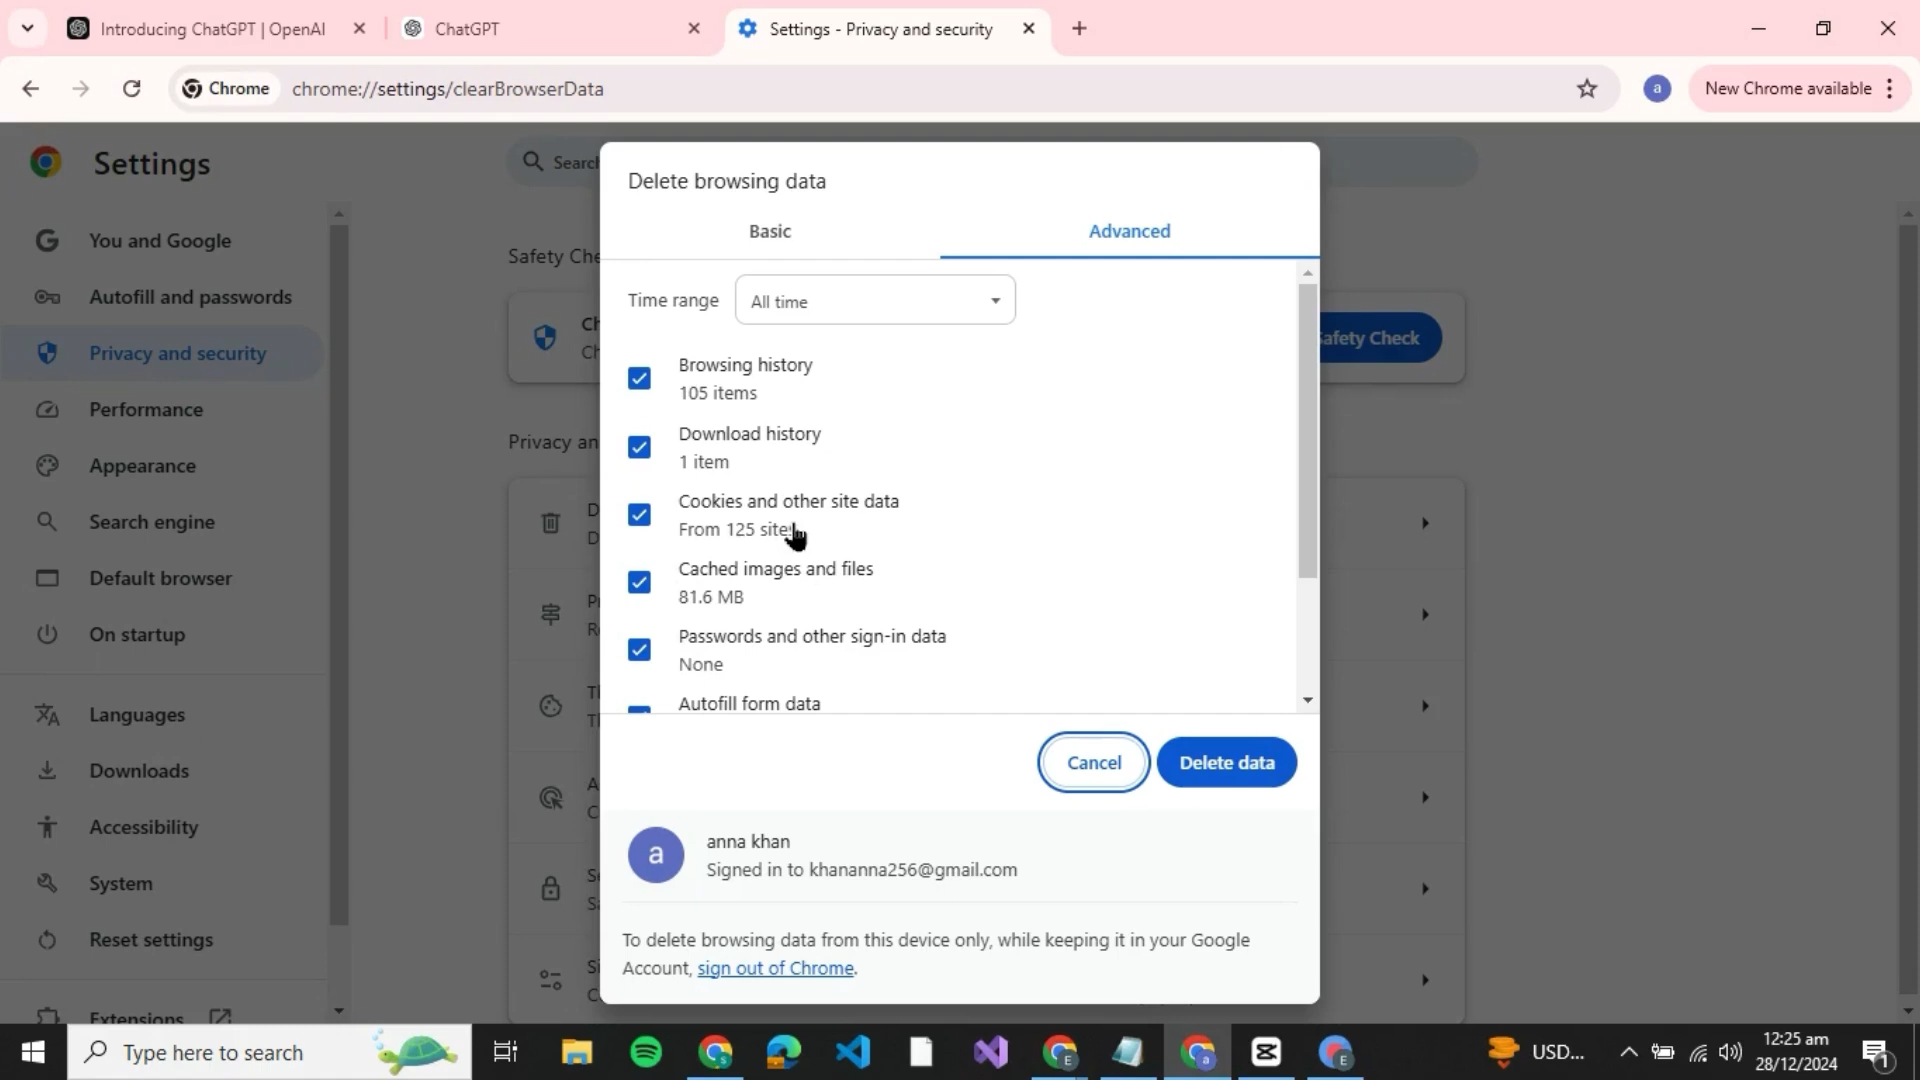 Introducing ChatGPT | OpenAI
ChatGPT
Settings - Privacy and security
Chrome
chrome://settings/clearBrowserData
a
New Chrome available
Settings
Search
Delete browsing data
Basic
Advanced
You and Google
Autofill and passwords
Privacy and security
Performance
Appearance
Search engine
Default browser
On startup
Languages
Downloads
Accessibility
System
Reset settings
Extensions
Safety Che
Ch
Ch
Safety Check
Privacy an
D
D
P
R
T
T
A
C
S
S
Si
C
Time range
All time
Browsing history
105 items
Download history
1 item
Cookies and other site data
From 125 sites
Cached images and files
81.6 MB
Passwords and other sign-in data
None
Autofill form data
Cancel
Delete data
a
anna khan
Signed in to khananna256@gmail.com
To delete browsing data from this device only, while keeping it in your Google
Account, sign out of Chrome.
Type here to search
USD...
12:25 am
28/12/2024
1